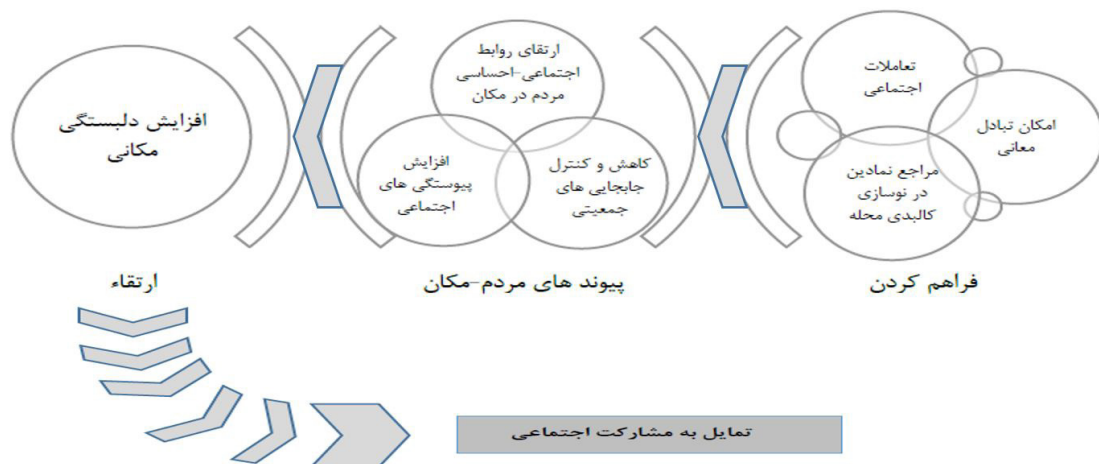 تعاملات
اجتماعی
امکان تبادل
معانی
مراجع نمادین
در نوسازی
کالبدی محله
فراهم کردن
ارتقای روابط
اجتماعی-احساسی
مردم در مکان
کاهش و کنترل
جابجایی های
جمعیتی
افزایش
پیوستگی های
اجتماعی
پیوند های مردم-مکان
افزایش دلبستگی
مکانی
ارتقاء
تمایل به مشارکت اجتماعی